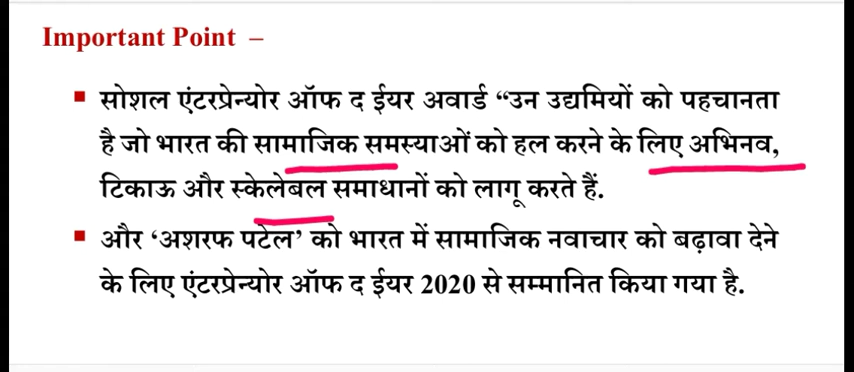 Important Point –
▪ सोशल एंटरप्रेन्योर ऑफ द ईयर अवार्ड “उन उद्यमियों को पहचानता
है जो भारत की सामाजिक समस्याओं को हल करने के लिए अभिनव,
टिकाऊ और स्केलेबल समाधानों को लागू करते हैं.
▪ और ‘अशरफ पटेल’ को भारत में सामाजिक नवाचार को बढ़ावा देने
के लिए एंटरप्रेन्योर ऑफ द ईयर 2020 से सम्मानित किया गया है.